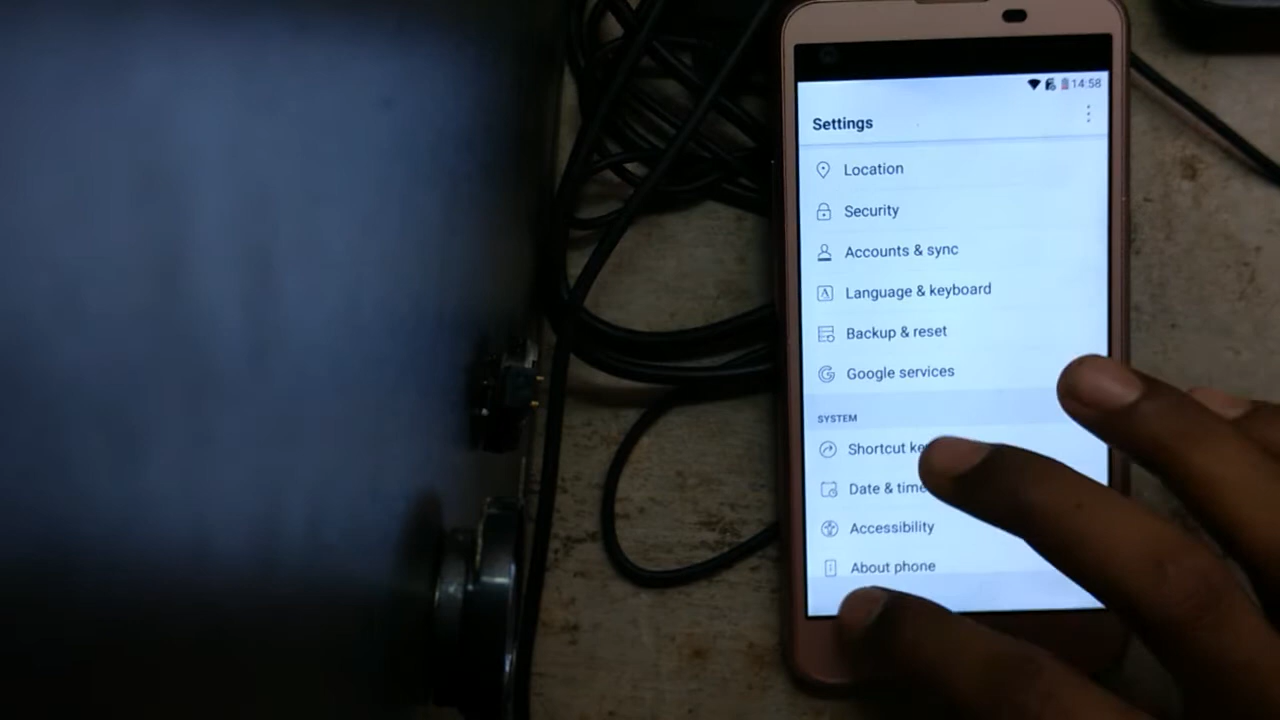 14:58
Settings
Location
Security
Accounts & sync
Language & keyboard
Backup & reset
Google services
SYSTEM
Shortcut
Date & time
Accessibility
About phone